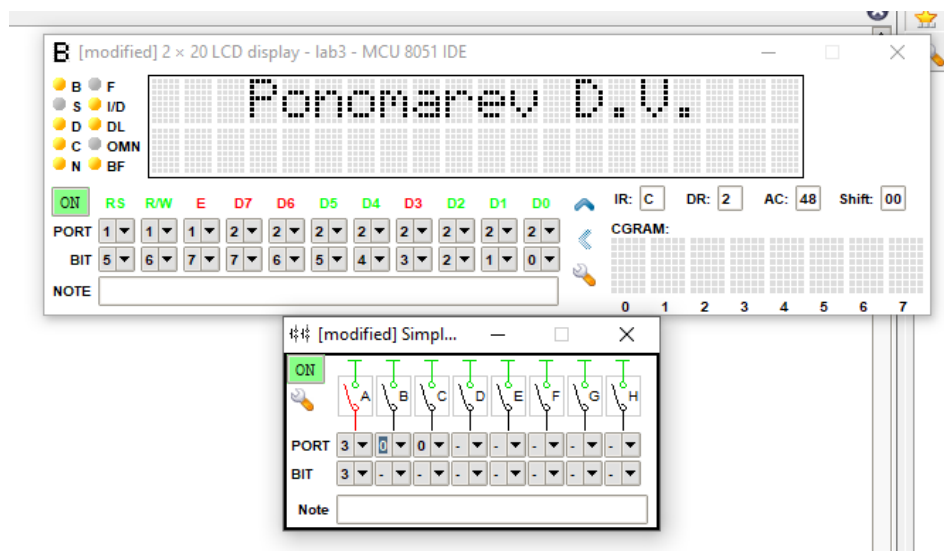 B [modified] 2 × 20 LCD display - lab3 - MCU 8051 IDE
B F
S I/D
D DL
C OMN
N BF
Ponomarev D.V.
ON RS R/W E D7 D6 D5 D4 D3 D2 D1 D0
PORT 1 1 1 2 2 2 2 2 2 2 2
BIT 5 6 7 7 6 5 4 3 2 1 0
NOTE
IR: C DR: 2 AC: 48 Shift: 00
CGRAM:
0 1 2 3 4 5 6 7
[modified] Simpl...
ON
A B C D E F G H
PORT 3 0 0 - - - - -
BIT 3 - - - - - - -
Note